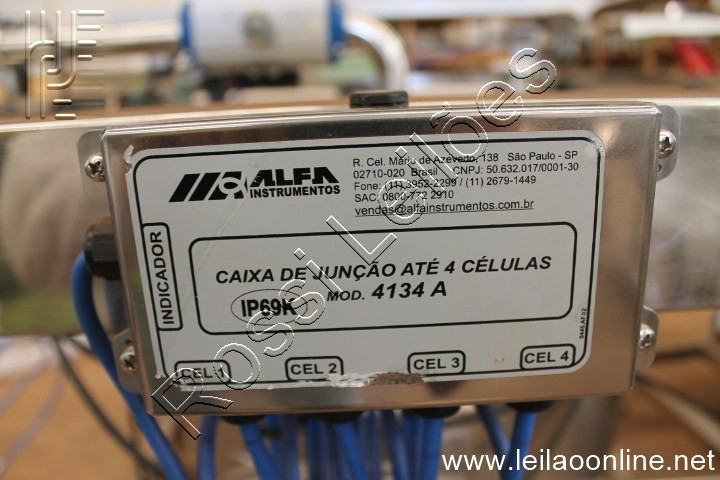 ALFA
INSTRUMENTOS
R. Cel. Mário de Azevedo, 138 São Paulo - SP
02710-020 Brasil CNPJ: 50.632.017/0001-30
Fone: (11) 3952-2299 / (11) 2679-1449
SAC: 0800-772 2910
vendas@alfainstrumentos.com.br
INDICADOR
CAIXA DE JUNÇÃO ATÉ 4 CÉLULAS
IP69K MOD. 4134 A
CEL 1 CEL 2 CEL 3 CEL 4
Rossi Leilões
www.leilaoonline.net